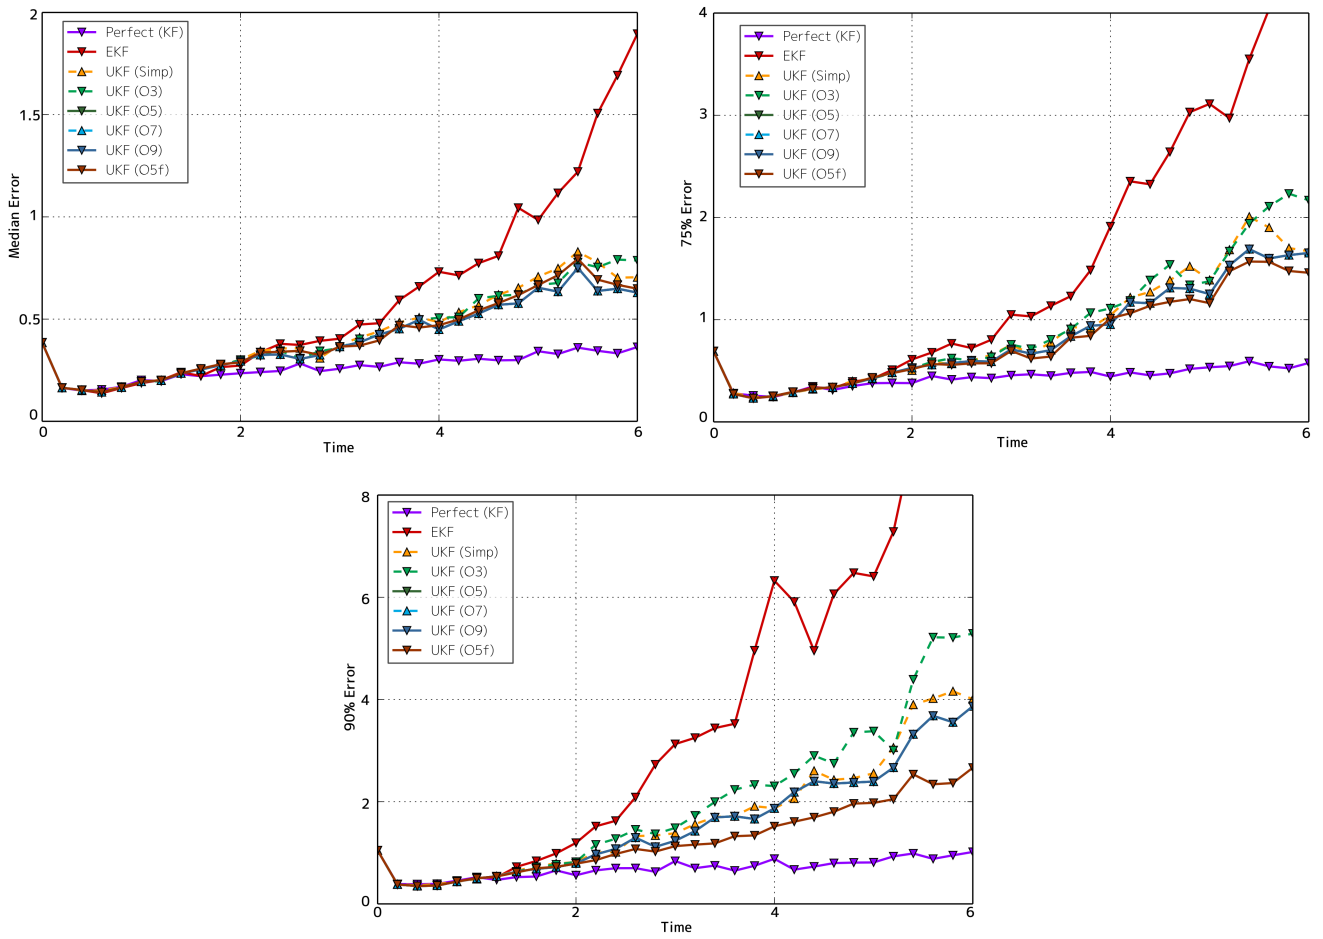 2
1.5
1
0.5
0
0
2
4
6
Time
Median Error
Perfect (KF)
EKF
UKF (Simp)
UKF (O3)
UKF (O5)
UKF (O7)
UKF (O9)
UKF (O5f)
4
3
2
1
0
0
2
4
6
Time
75% Error
Perfect (KF)
EKF
UKF (Simp)
UKF (O3)
UKF (O5)
UKF (O7)
UKF (O9)
UKF (O5f)
8
6
4
2
0
0
2
4
6
Time
90% Error
Perfect (KF)
EKF
UKF (Simp)
UKF (O3)
UKF (O5)
UKF (O7)
UKF (O9)
UKF (O5f)